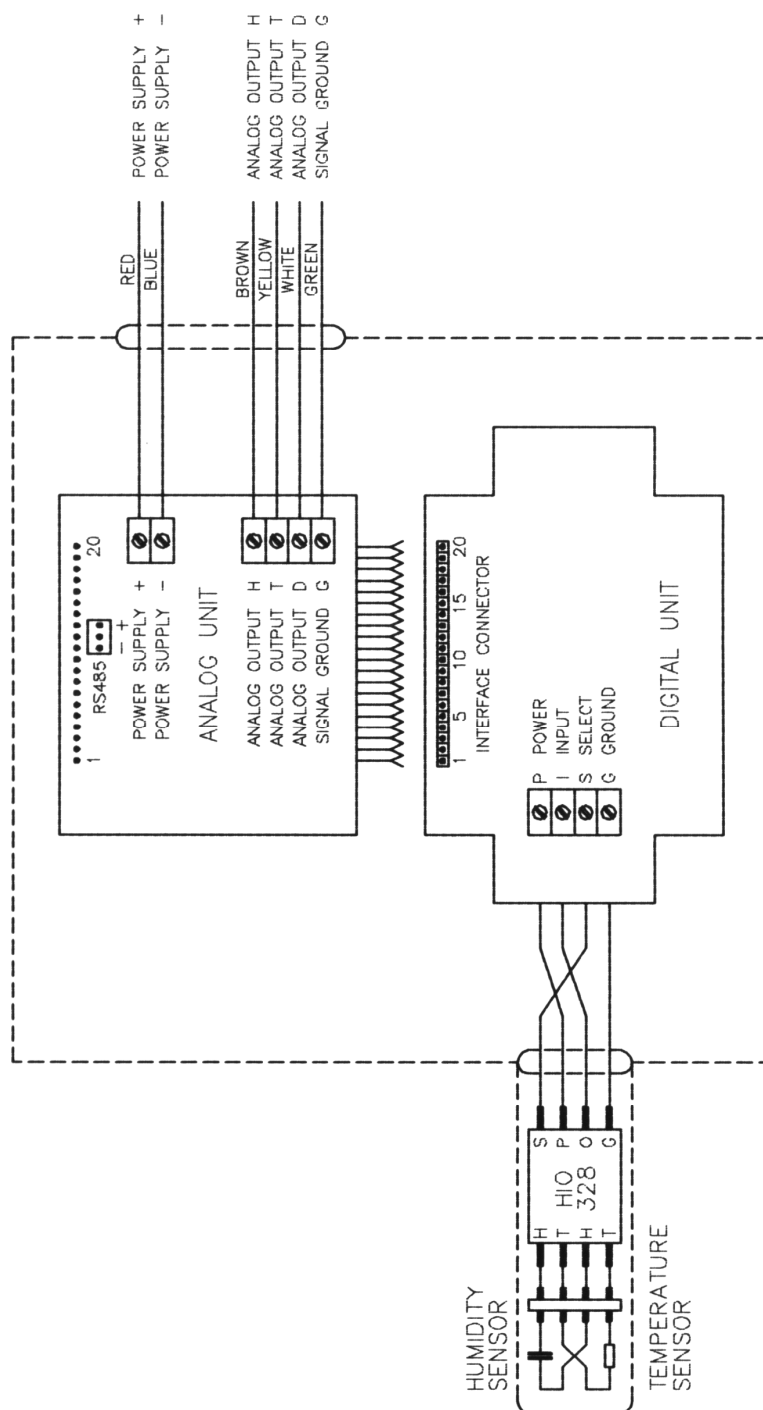 POWER SUPPLY +
POWER SUPPLY −
ANALOG OUTPUT H
ANALOG OUTPUT T
ANALOG OUTPUT D
SIGNAL GROUND G
RED
BLUE
BROWN
YELLOW
WHITE
GREEN
1
20
RS485
− +
POWER SUPPLY +
POWER SUPPLY −
ANALOG UNIT
ANALOG OUTPUT H
ANALOG OUTPUT T
ANALOG OUTPUT D
SIGNAL GROUND G
1 5 10 15 20
INTERFACE CONNECTOR
P POWER
I INPUT
S SELECT
G GROUND
DIGITAL UNIT
HUMIDITY
SENSOR
H
T
H
T
HIO
328
S
P
O
G
TEMPERATURE
SENSOR